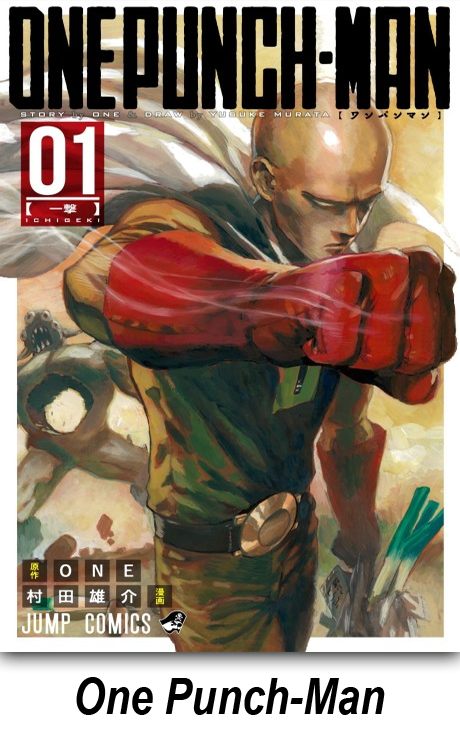 ONEPUNCH-MAN
STORY by ONE & DRAW by YUSUKE MURATA【ワンパンマン】
01
【一撃】
ICHIGEKI
原作 ONE
村田雄介 漫画
JUMP COMICS
One Punch-Man